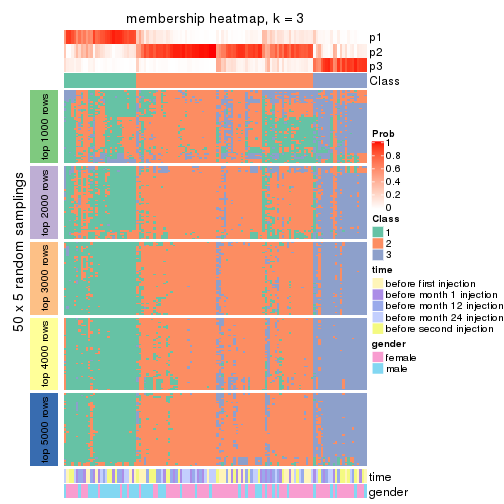 membership heatmap, k = 3
p1
p2
p3
Class
50 x 5 random samplings
top 1000 rows
top 2000 rows
top 3000 rows
top 4000 rows
top 5000 rows
Prob
1
0.8
0.6
0.4
0.2
0
Class
1
2
3
time
before first injection
before month 1 injection
before month 12 injection
before month 24 injection
before second injection
gender
female
male
time
gender